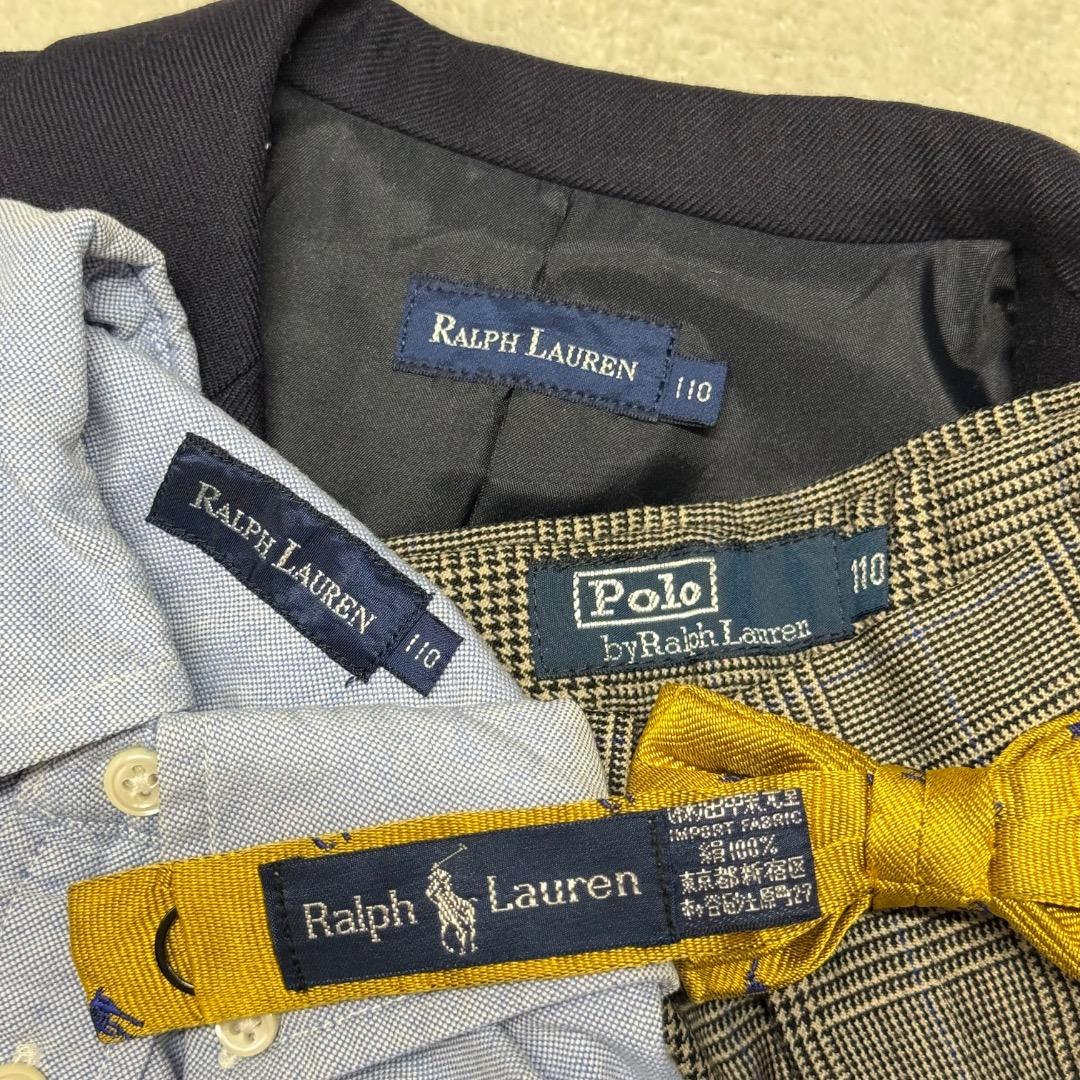 RALPH LAUREN
110
RALPH LAUREN
110
Polo
by Ralph Lauren
110
Ralph Lauren
IMPORT FABRIC
絹100%
東京都新宿区